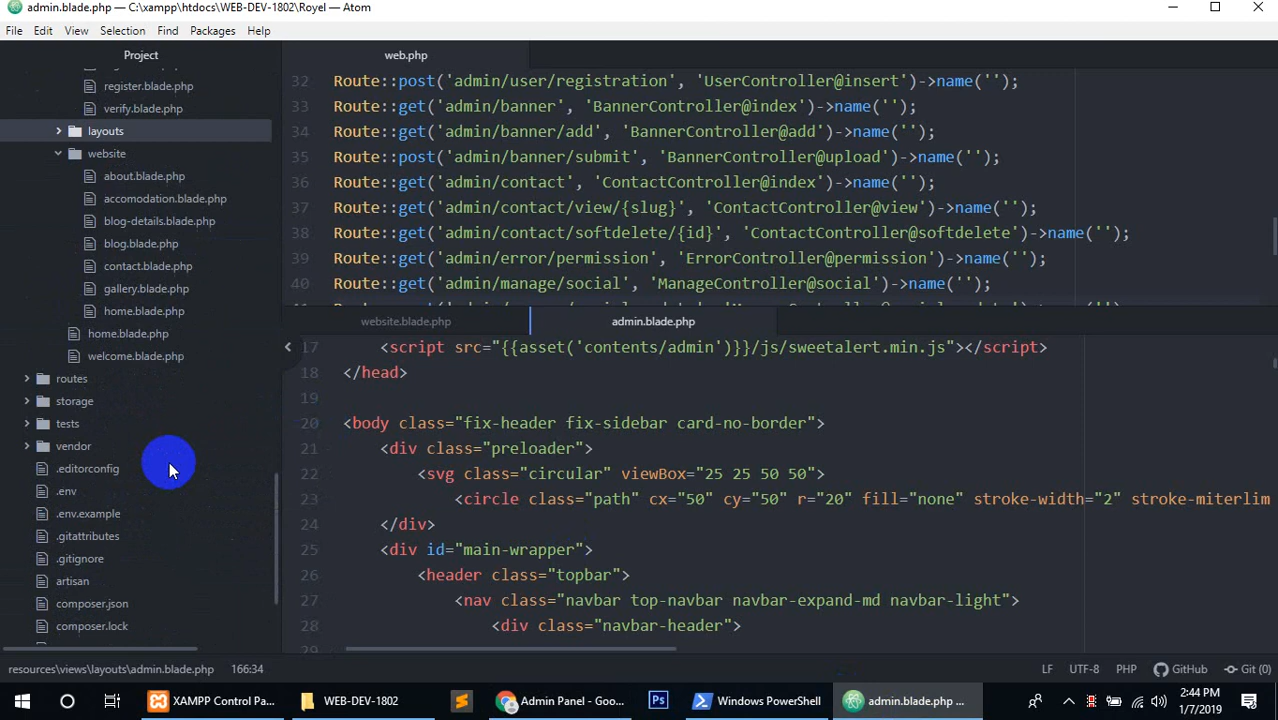 admin.blade.php — C:\xampp\htdocs\WEB-DEV-1802\Royel — Atom
File Edit View Selection Find Packages Help
Project
register.blade.php
verify.blade.php
layouts
website
about.blade.php
accomodation.blade.php
blog-details.blade.php
blog.blade.php
contact.blade.php
gallery.blade.php
home.blade.php
home.blade.php
welcome.blade.php
routes
storage
tests
vendor
.editorconfig
.env
.env.example
.gitattributes
.gitignore
artisan
composer.json
composer.lock
web.php
32 Route::post('admin/user/registration', 'UserController@insert')->name('');
33 Route::get('admin/banner', 'BannerController@index')->name('');
34 Route::get('admin/banner/add', 'BannerController@add')->name('');
35 Route::post('admin/banner/submit', 'BannerController@upload')->name('');
36 Route::get('admin/contact', 'ContactController@index')->name('');
37 Route::get('admin/contact/view/{slug}', 'ContactController@view')->name('');
38 Route::get('admin/contact/softdelete/{id}', 'ContactController@softdelete')->name('');
39 Route::get('admin/error/permission', 'ErrorController@permission')->name('');
40 Route::get('admin/manage/social', 'ManageController@social')->name('');
website.blade.php admin.blade.php
17 <script src="{{asset('contents/admin')}}/js/sweetalert.min.js"></script>
18 </head>
19
20 <body class="fix-header fix-sidebar card-no-border">
21 <div class="preloader">
22 <svg class="circular" viewBox="25 25 50 50">
23 <circle class="path" cx="50" cy="50" r="20" fill="none" stroke-width="2" stroke-miterlim
24 </div>
25 <div id="main-wrapper">
26 <header class="topbar">
27 <nav class="navbar top-navbar navbar-expand-md navbar-light">
28 <div class="navbar-header">
29
resources\views\layouts\admin.blade.php 166:34 LF UTF-8 PHP GitHub Git (0)
XAMPP Control Pa... WEB-DEV-1802 Admin Panel - Goo... Ps Windows PowerShell admin.blade.php ... 2:44 PM
1/7/2019